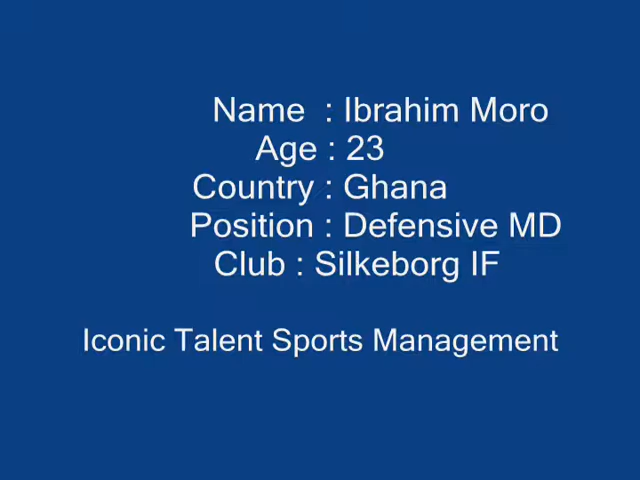 Name : Ibrahim Moro
Age : 23
Country : Ghana
Position : Defensive MD
Club : Silkeborg IF
Iconic Talent Sports Management